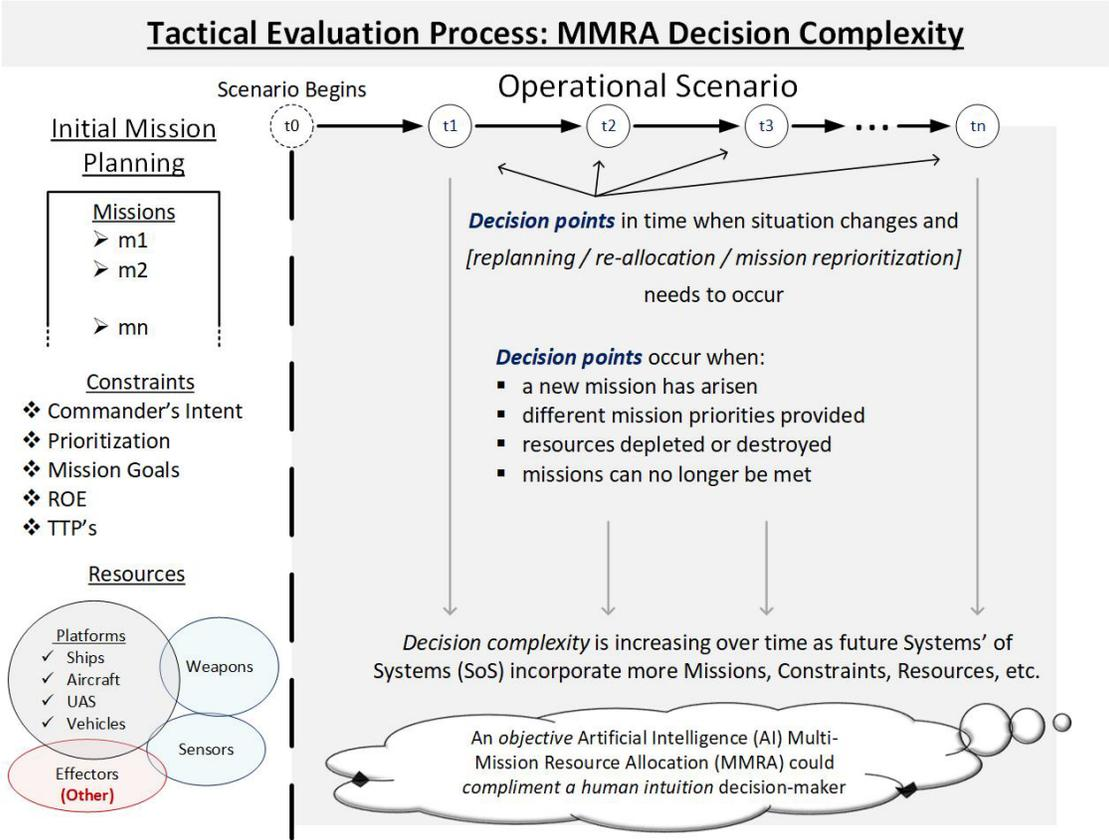 Tactical Evaluation Process: MMRA Decision Complexity
Scenario Begins
Operational Scenario
t0
t1
t2
t3
...
tn
Initial Mission
Planning
Missions
m1
m2
mn
Constraints
Commander's Intent
Prioritization
Mission Goals
ROE
TTP's
Resources
Platforms
Ships
Aircraft
UAS
Vehicles
Weapons
Sensors
Effectors
(Other)
Decision points in time when situation changes and
[replanning / re-allocation / mission reprioritization]
needs to occur
Decision points occur when:
a new mission has arisen
different mission priorities provided
resources depleted or destroyed
missions can no longer be met
Decision complexity is increasing over time as future Systems' of
Systems (SoS) incorporate more Missions, Constraints, Resources, etc.
An objective Artificial Intelligence (AI) Multi-
Mission Resource Allocation (MMRA) could
compliment a human intuition decision-maker